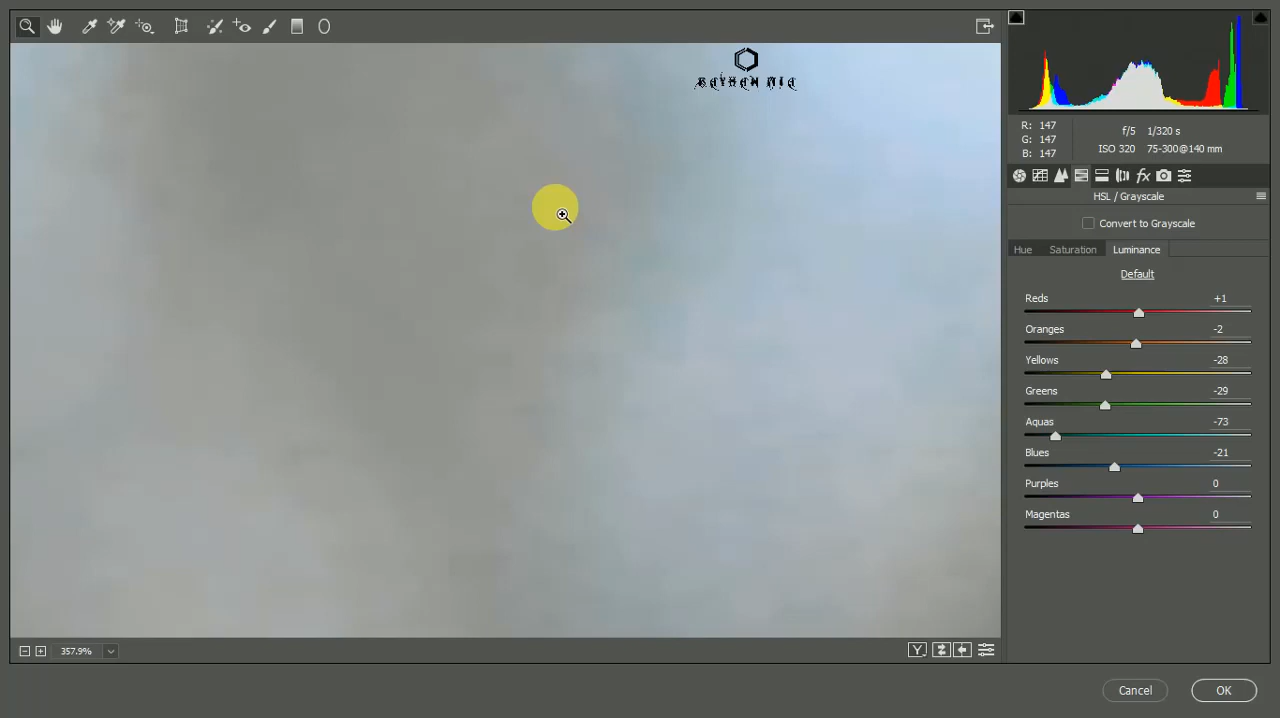 R: 147
G: 147
B: 147
f/5 1/320 s
ISO 320 75-300@140 mm
fx
HSL / Grayscale
Convert to Grayscale
Hue Saturation Luminance
Default
Reds +1
Oranges -2
Yellows -28
Greens -29
Aquas -73
Blues -21
Purples 0
Magentas 0
357.9%
Y
Cancel OK